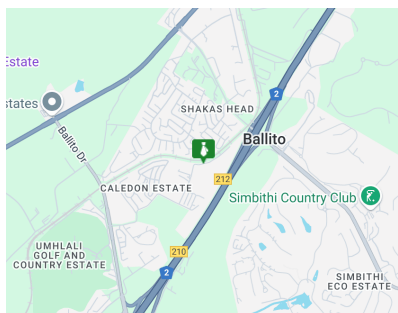 Estate
states
2
SHAKAS HEAD
Ballito Dr
Ballito
212
CALEDON ESTATE
Simbithi Country Club
UMHLALI
GOLF AND
COUNTRY ESTATE
210
2
SIMBITHI
ECO ESTATE